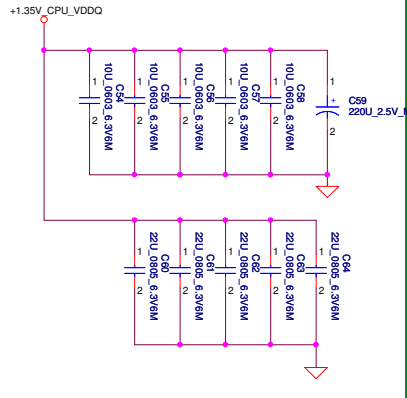 +1.35V_CPU_VDDQ
1
2
C54
10U_0603_6.3V6M
1
2
C55
10U_0603_6.3V6M
1
2
C56
10U_0603_6.3V6M
1
2
C57
10U_0603_6.3V6M
1
2
C58
10U_0603_6.3V6M
1
+
2
C59
220U_2.5V_
1
2
C60
22U_0805_6.3V6M
1
2
C61
22U_0805_6.3V6M
1
2
C62
22U_0805_6.3V6M
1
2
C63
22U_0805_6.3V6M
1
2
C64
22U_0805_6.3V6M